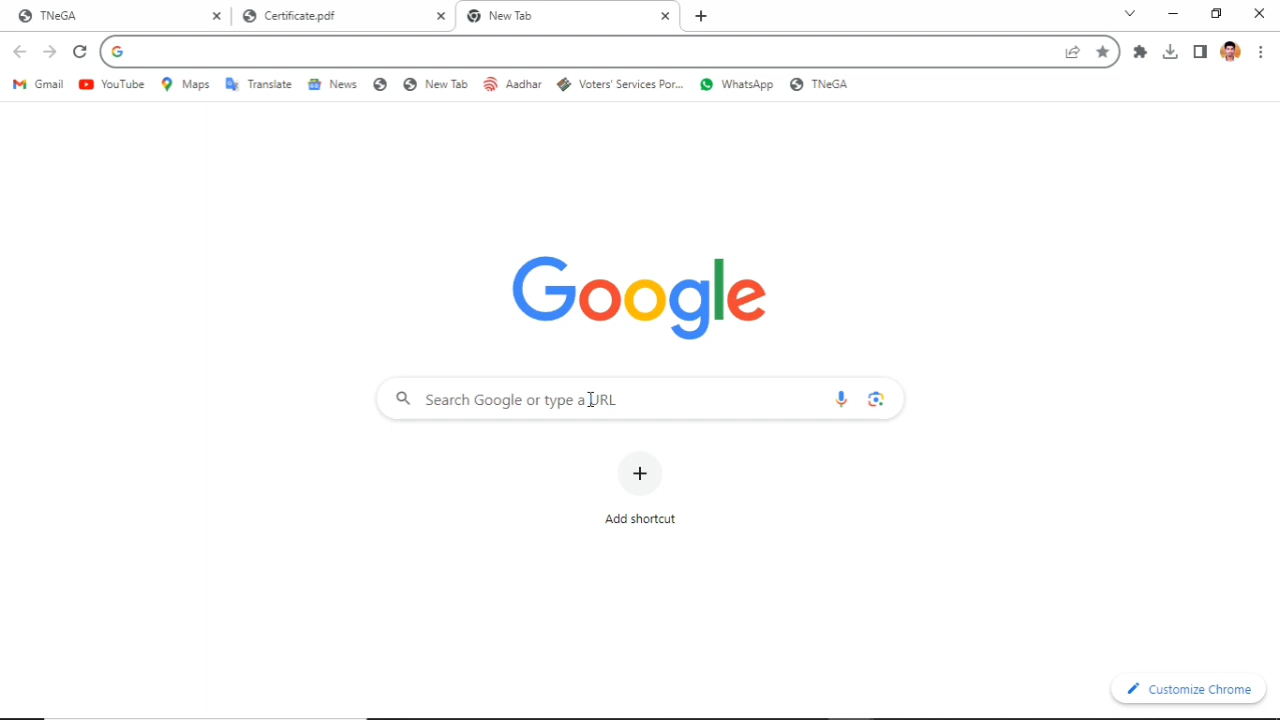 TNeGA
Certificate.pdf
New Tab
Gmail
YouTube
Maps
Translate
News
New Tab
Aadhar
Voters' Services Por...
WhatsApp
TNeGA
Google
Search Google or type a URL
Add shortcut
Customize Chrome